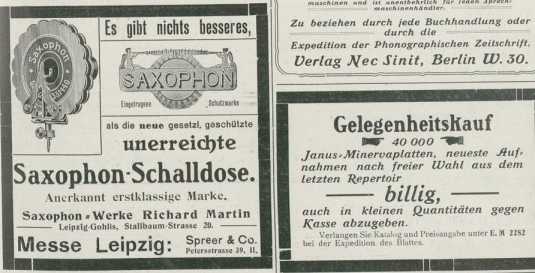 Es gibt nichts besseres,
Saxophon
SAXOPHON
Eingetragene Schutzmarke
als die neue gesetzl. geschützte
unerreichte
Saxophon-Schalldose.
Anerkannt erstklassige Marke.
Saxophon-Werke Richard Martin
Leipzig-Gohlis, Stallbaum-Strasse 20.
Messe Leipzig: Spreer & Co.
Petersstrasse 39, II.
maschinen und ist unentbehrlich für jeden Sprech-
maschinenhändler.
Zu beziehen durch jede Buchhandlung oder
durch die
Expedition der Phonographischen Zeitschrift.
Verlag Nec Sinit, Berlin W. 30.
Gelegenheitskauf
40 000
Janus-Minervaplatten, neueste Auf-
nahmen nach freier Wahl aus dem
letzten Repertoir
billig,
auch in kleinen Quantitäten gegen
Kasse abzugeben.
Verlangen Sie Katalog und Preisangabe unter E. M 2282
bei der Expedition des Blattes.